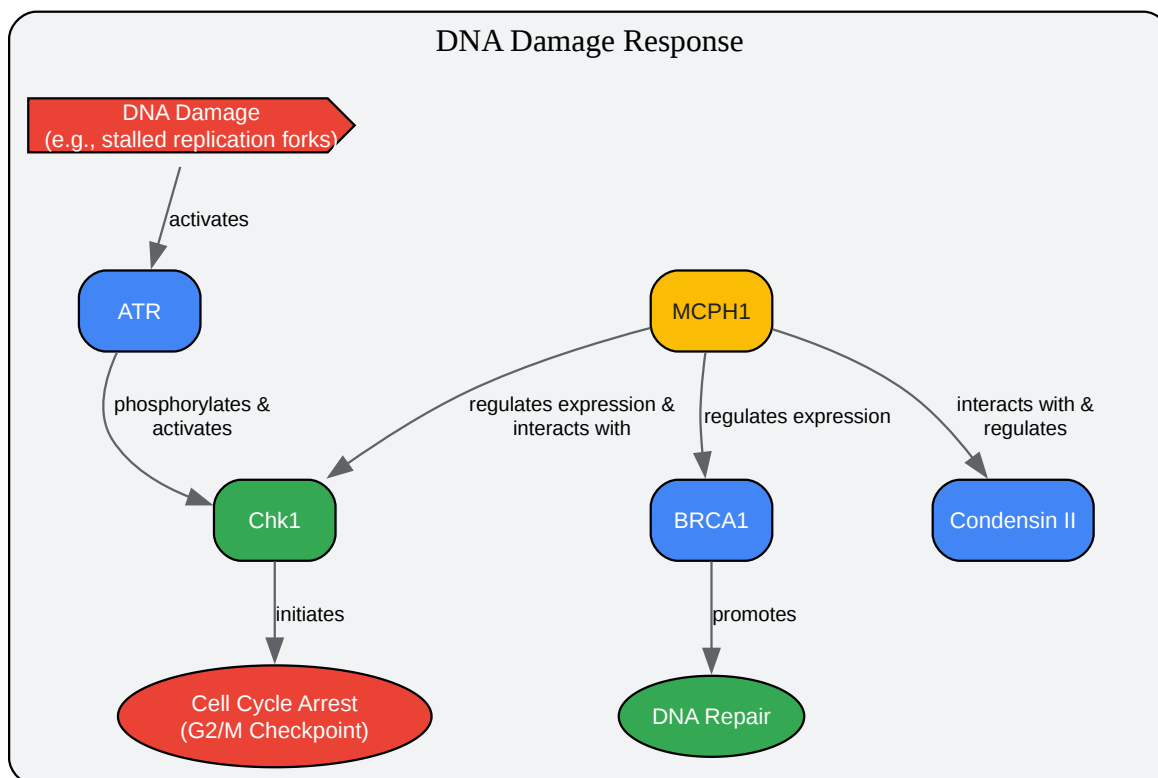 DNA Damage Response
DNA Damage
(e.g., stalled replication forks)
activates
ATR
MCPH1
phosphorylates &
activates
regulates expression &
interacts with
regulates expression
interacts with &
regulates
Chk1
BRCA1
Condensin II
initiates
promotes
Cell Cycle Arrest
(G2/M Checkpoint)
DNA Repair